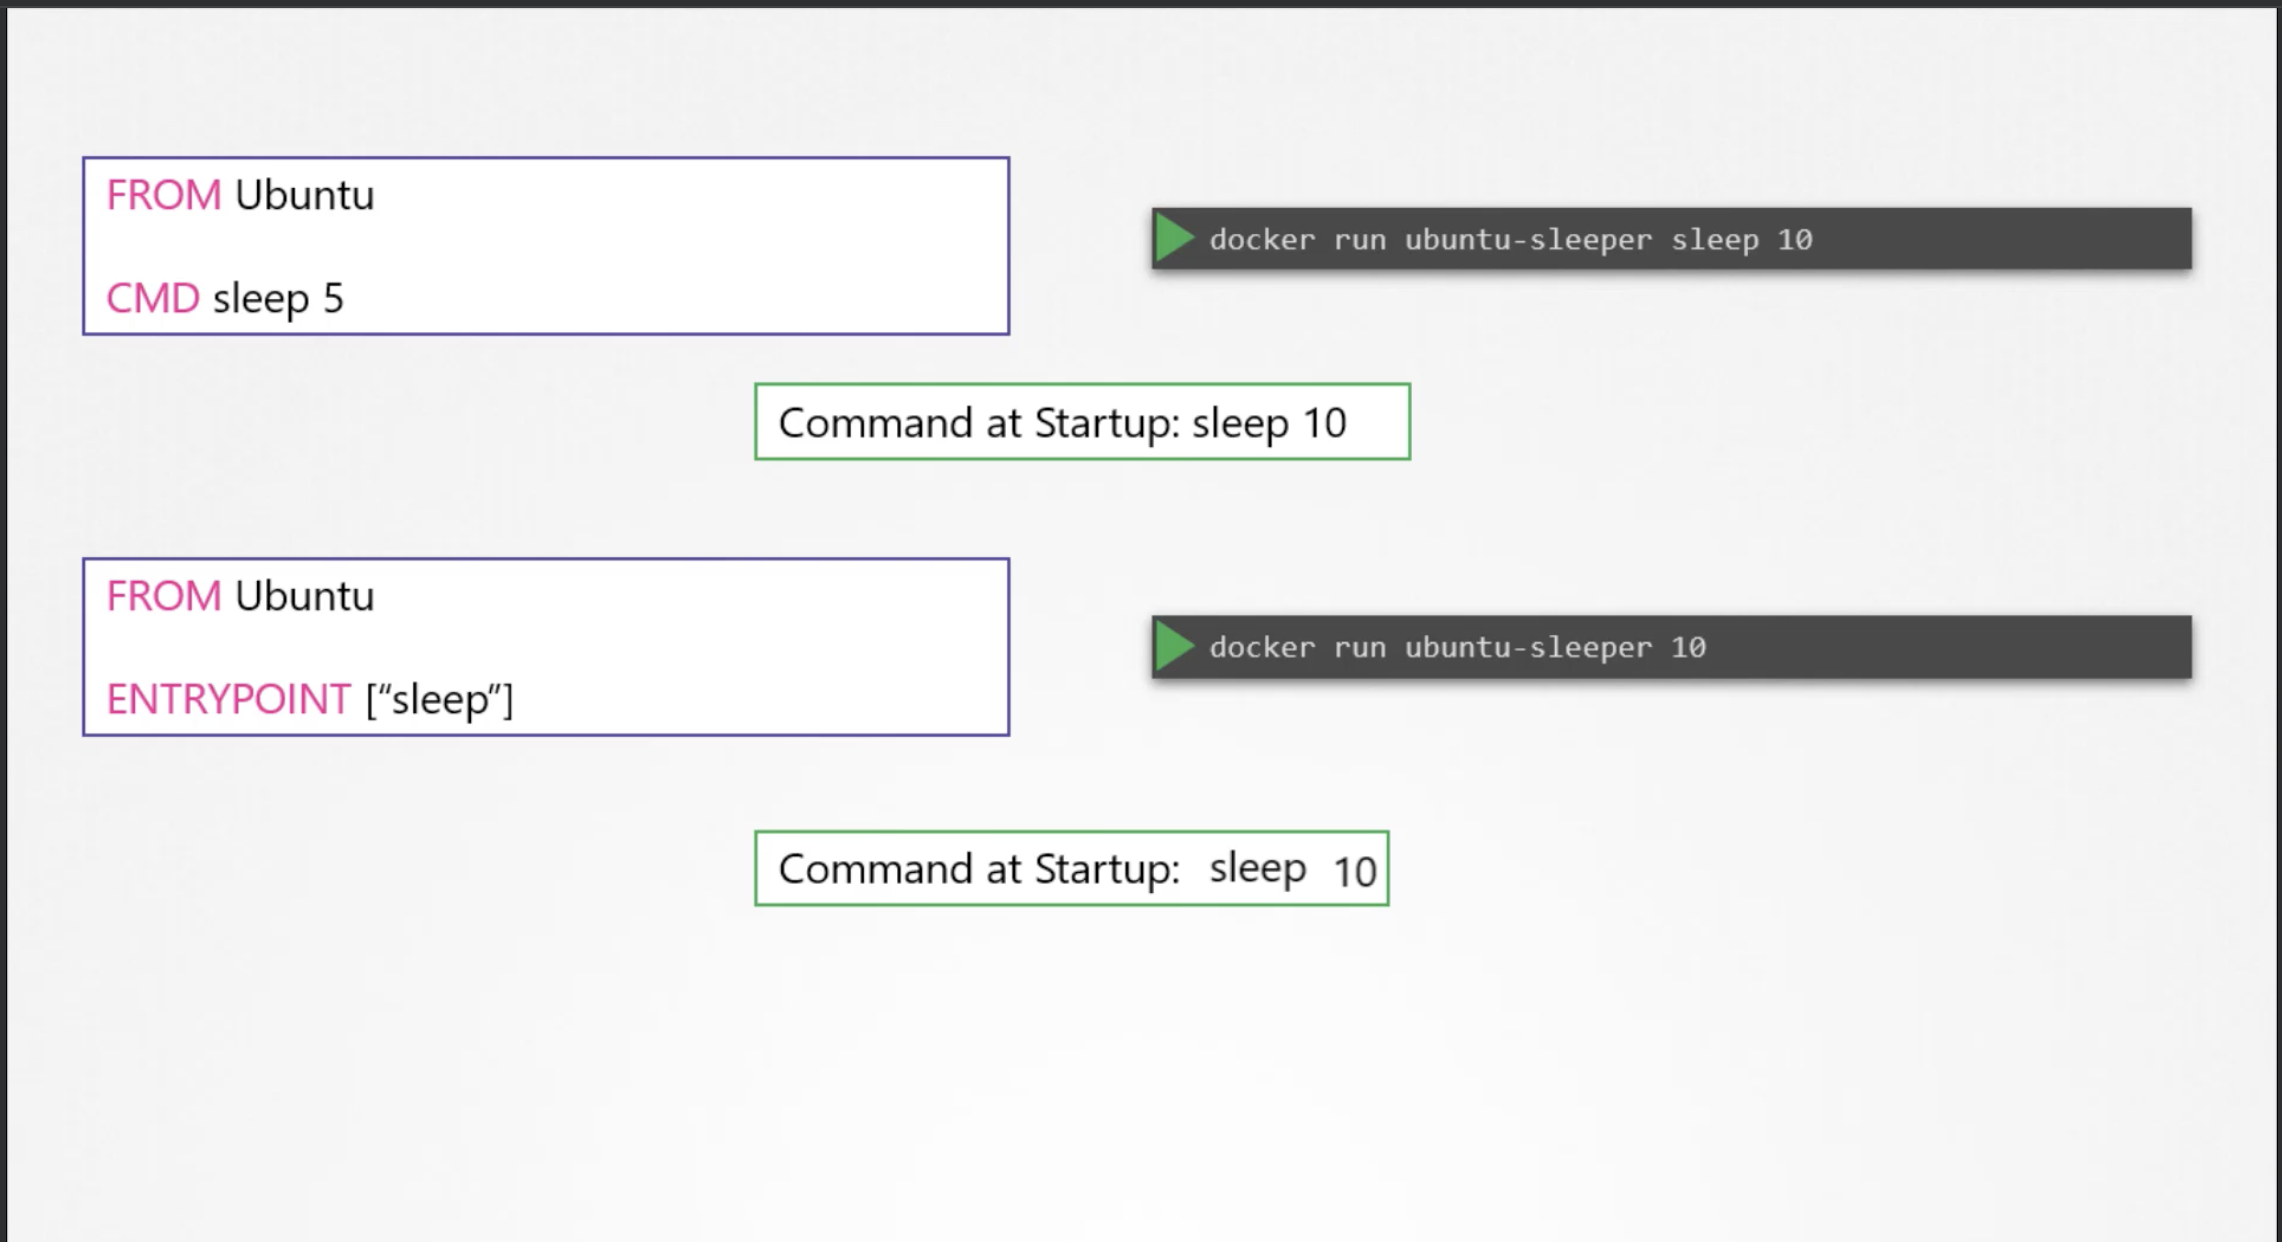 FROM Ubuntu
CMD sleep 5
docker run ubuntu-sleeper sleep 10
Command at Startup: sleep 10
FROM Ubuntu
ENTRYPOINT [“sleep”]
docker run ubuntu-sleeper 10
Command at Startup: sleep 10